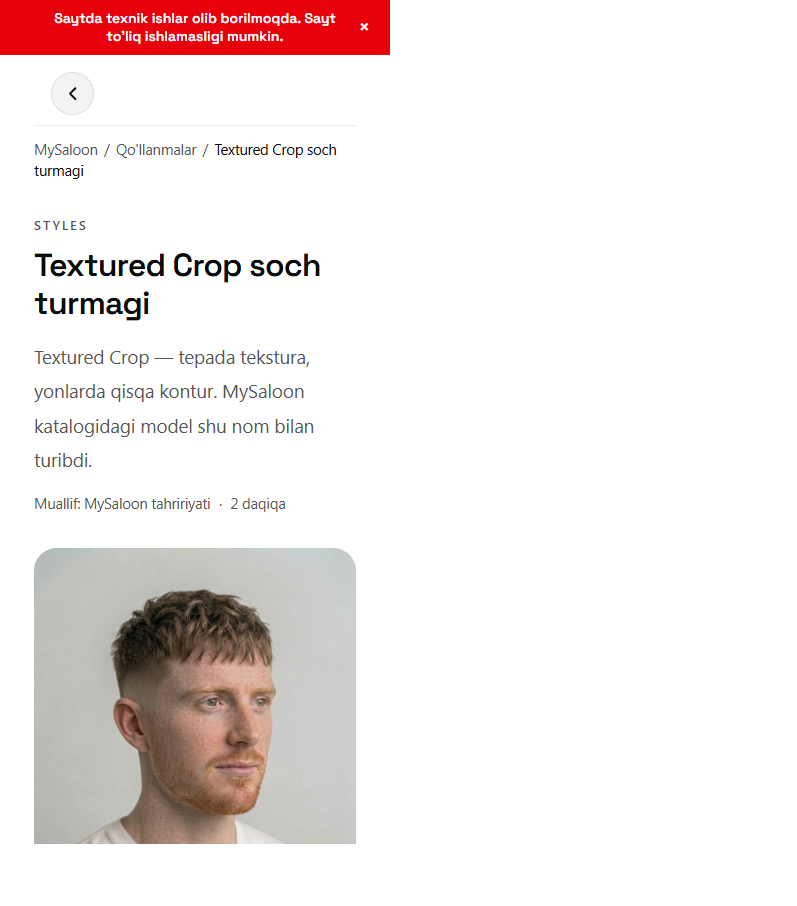 Saytda texnik ishlar olib borilmoqda. Sayt
to'liq ishlamasligi mumkin.
×
MySaloon / Qo'llanmalar / Textured Crop soch
turmagi
STYLES
Textured Crop soch
turmagi
Textured Crop — tepada tekstura,
yonlarda qisqa kontur. MySaloon
katalogidagi model shu nom bilan
turibdi.
Muallif: MySaloon tahririyati · 2 daqiqa